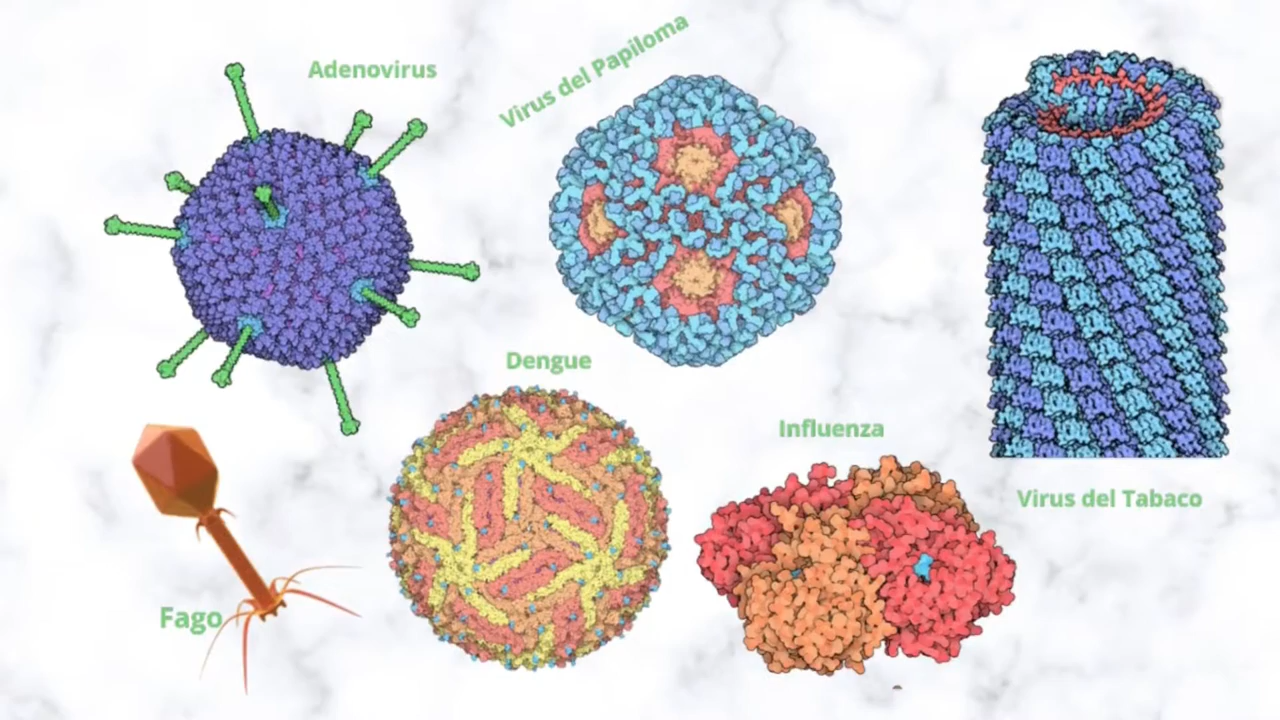 Adenovirus
Virus del Papiloma
Dengue
Influenza
Virus del Tabaco
Fago